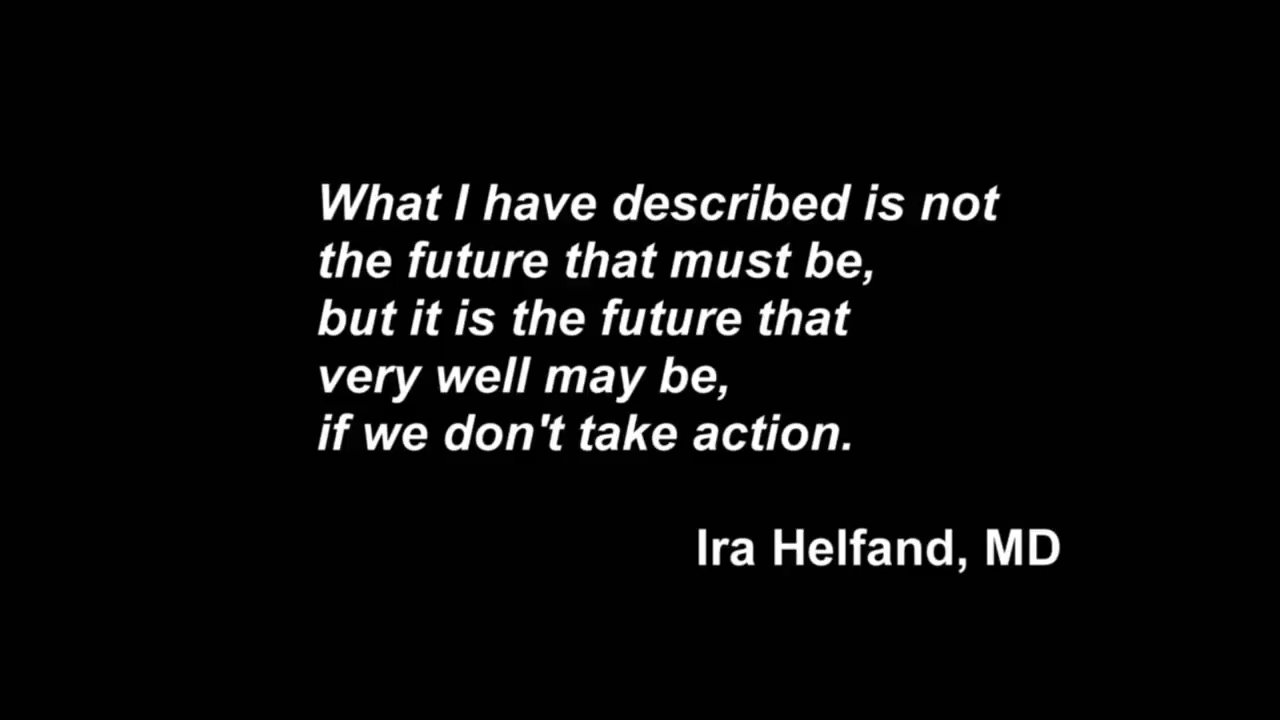 What I have described is not
the future that must be,
but it is the future that
very well may be,
if we don't take action.
Ira Helfand, MD